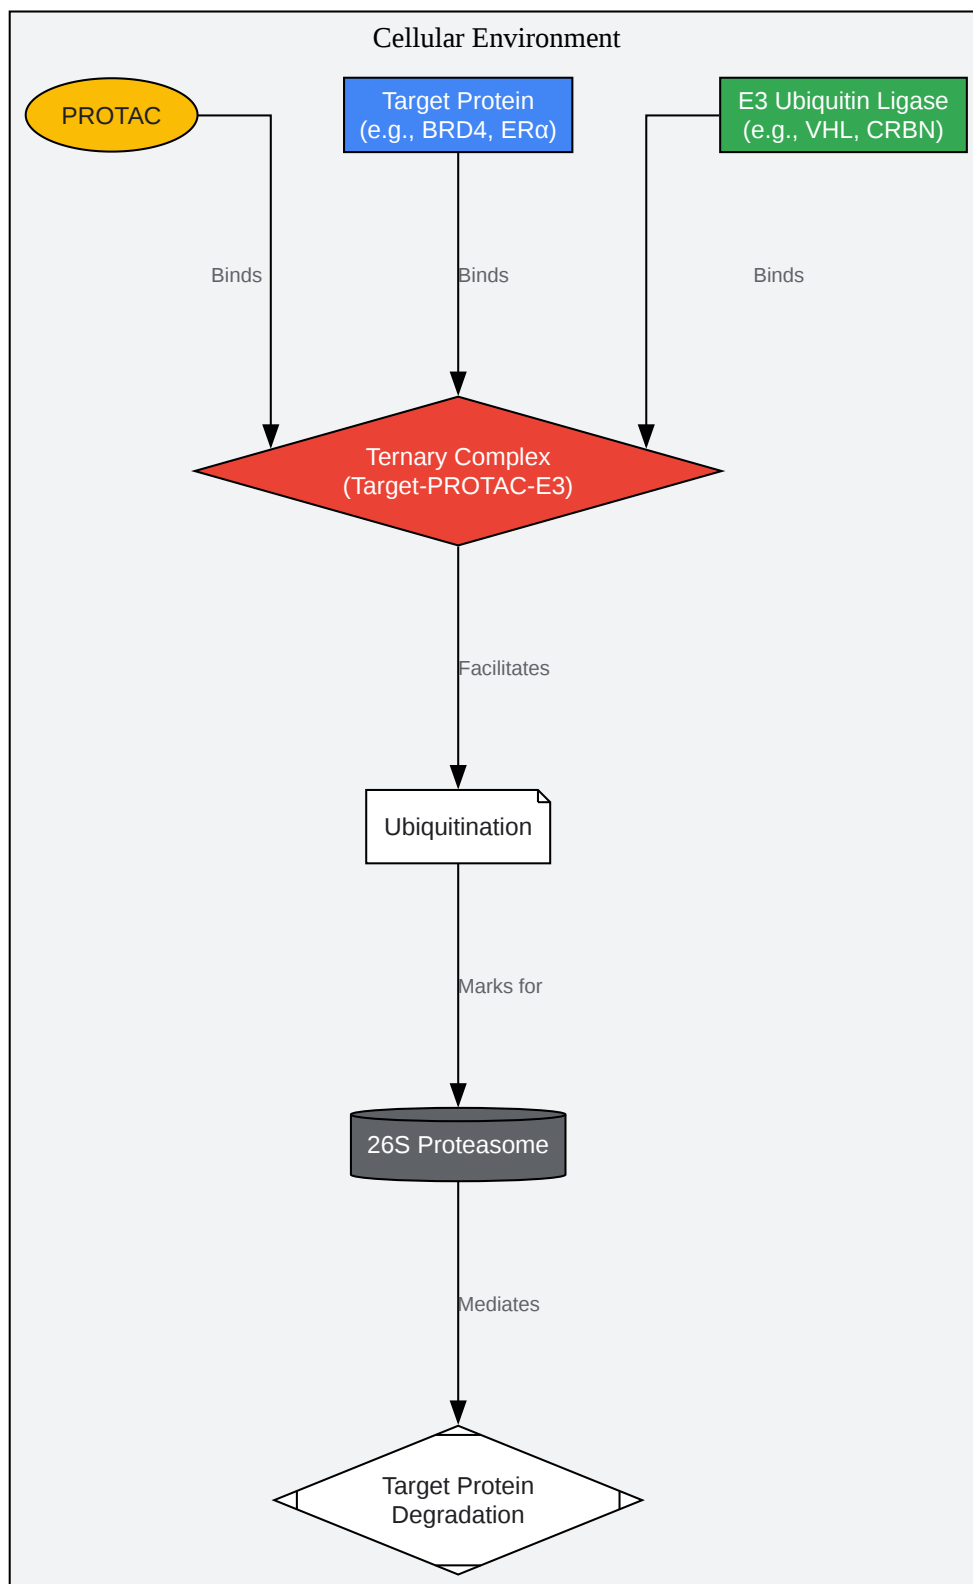 Cellular Environment
PROTAC
Target Protein
(e.g., BRD4, ERα)
E3 Ubiquitin Ligase
(e.g., VHL, CRBN)
Binds
Binds
Binds
Ternary Complex
(Target-PROTAC-E3)
Facilitates
Ubiquitination
Marks for
26S Proteasome
Mediates
Target Protein
Degradation